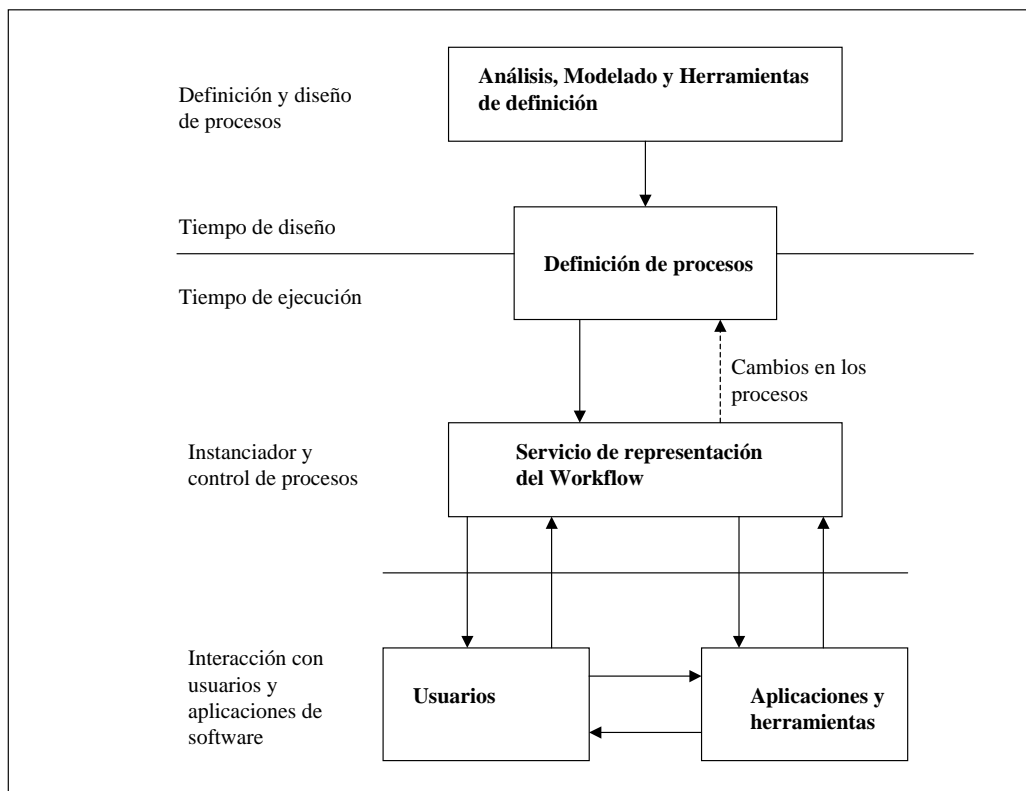 Análisis, Modelado y Herramientas
de definición
Definición y diseño
de procesos
Tiempo de diseño
Definición de procesos
Tiempo de ejecución
Cambios en los
procesos
Instanciador y
control de procesos
Servicio de representación
del Workflow
Interacción con
usuarios y
aplicaciones de
software
Usuarios
Aplicaciones y
herramientas